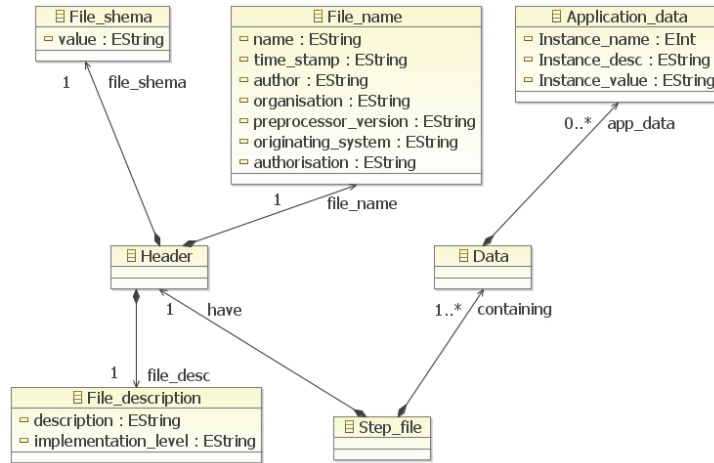 File_shema
value : EString
File_name
name : EString
time_stamp : EString
author : EString
organisation : EString
preprocessor_version : EString
originating_system : EString
authorisation : EString
Application_data
Instance_name : EInt
Instance_desc : EString
Instance_value : EString
1 file_shema
1 file_name
0..* app_data
Header
Data
1 have
1..* containing
1 file_desc
File_description
description : EString
implementation_level : EString
Step_file